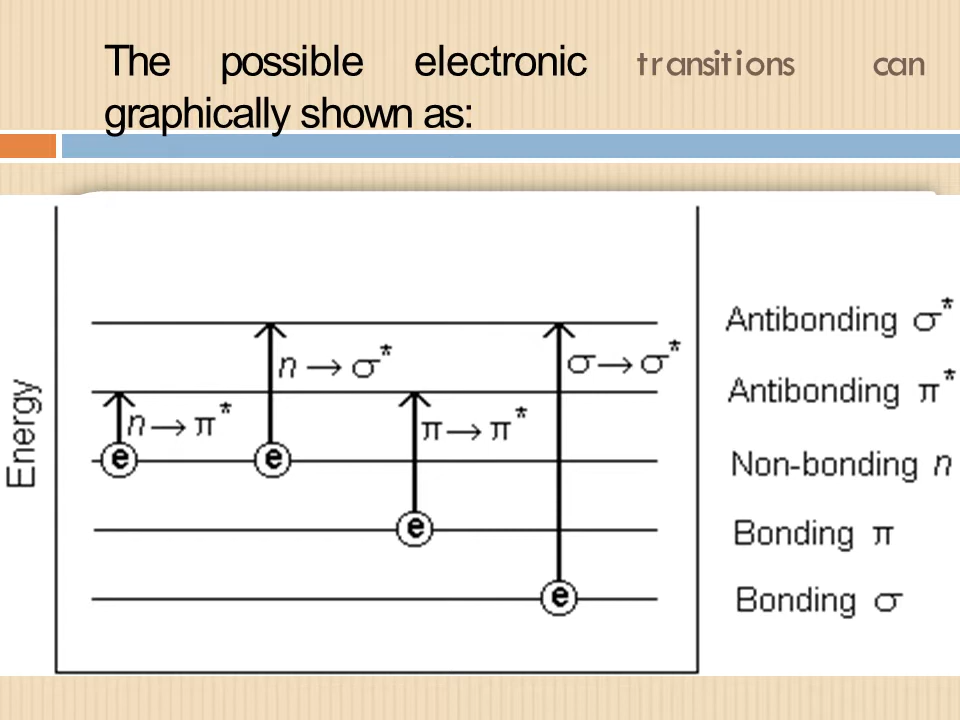 The possible electronic transitions can
graphically shown as:
Energy
Antibonding σ*
n → σ*
σ → σ*
Antibonding π*
n → π*
π → π*
e
e
Non-bonding n
e
Bonding π
e
Bonding σ